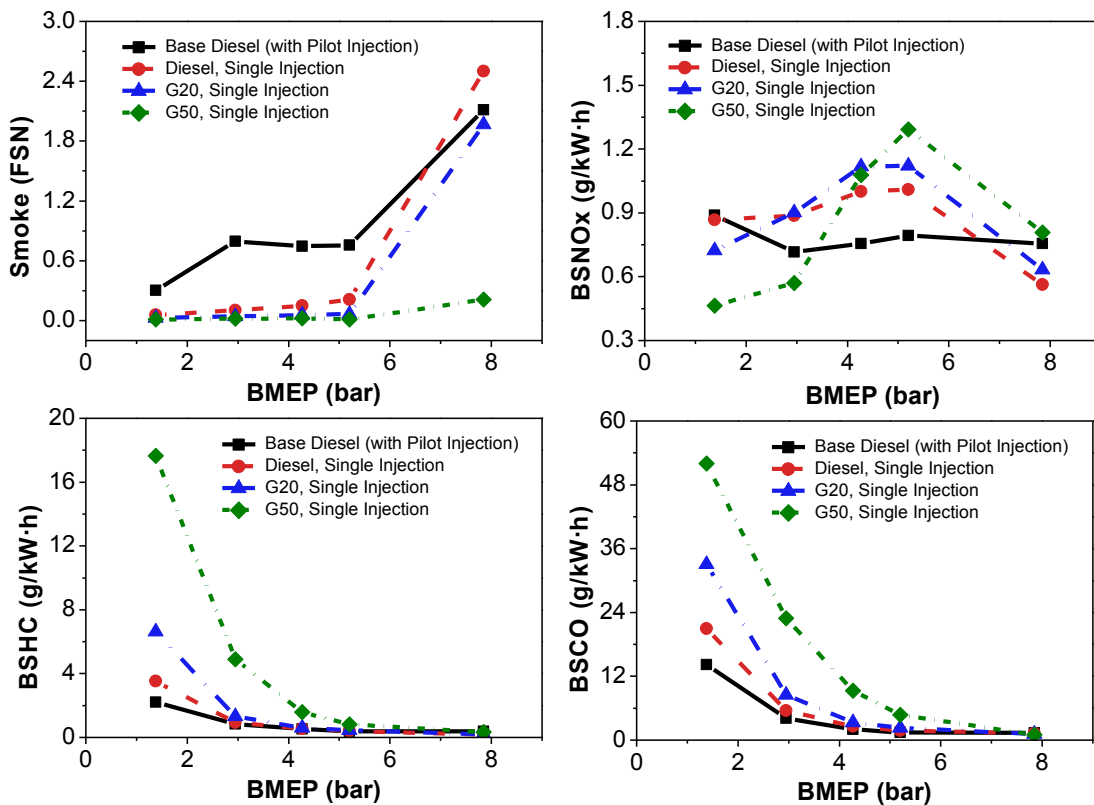 3.0
2.4
1.8
1.2
0.6
0.0
Smoke (FSN)
Base Diesel (with Pilot Injection)
Diesel, Single Injection
G20, Single Injection
G50, Single Injection
0 2 4 6 8
BMEP (bar)
1.8
1.5
1.2
0.9
0.6
0.3
BSNOx (g/kW·h)
Base Diesel (with Pilot Injection)
Diesel, Single Injection
G20, Single Injection
G50, Single Injection
0 2 4 6 8
BMEP (bar)
20
16
12
8
4
0
BSHC (g/kW·h)
Base Diesel (with Pilot Injection)
Diesel, Single Injection
G20, Single Injection
G50, Single Injection
0 2 4 6 8
BMEP (bar)
60
48
36
24
12
0
BSCO (g/kW·h)
Base Diesel (with Pilot Injection)
Diesel, Single Injection
G20, Single Injection
G50, Single Injection
0 2 4 6 8
BMEP (bar)